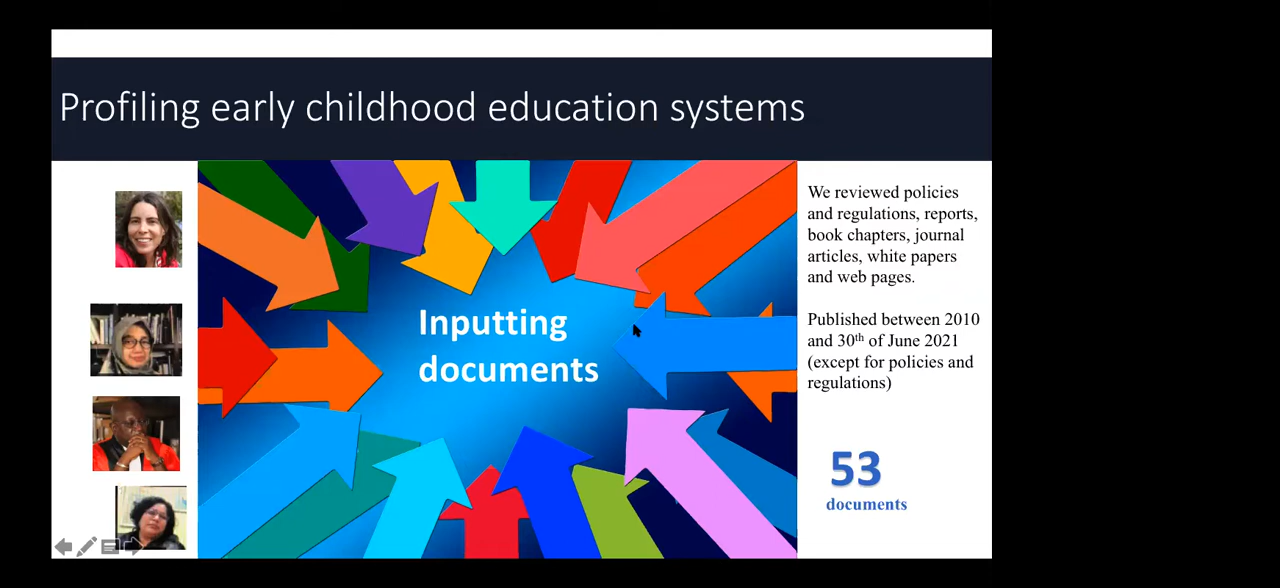 Profiling early childhood education systems
Inputting
documents
We reviewed policies
and regulations, reports,
book chapters, journal
articles, white papers
and web pages.
Published between 2010
and 30th of June 2021
(except for policies and
regulations)
53
documents